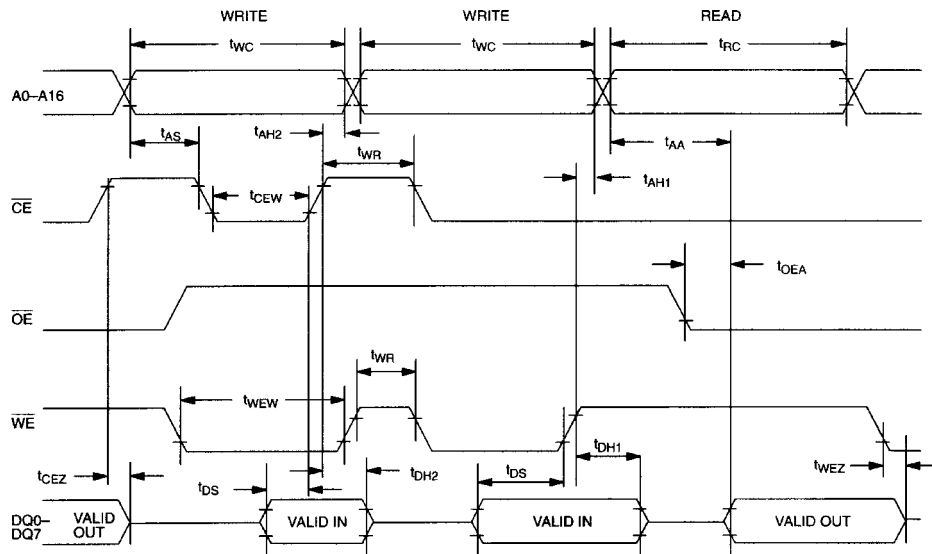 WRITE WRITE READ
tWC tWC tRC
A0–A16
tAS tAH2 tWR tAA
tAH1
CE tCEW
tOEA
OE
tWR
WE tWEW
tCEZ tDS tDH2 tDS tDH1 tWEZ
DQ0–
DQ7
VALID
OUT
VALID IN VALID IN VALID OUT